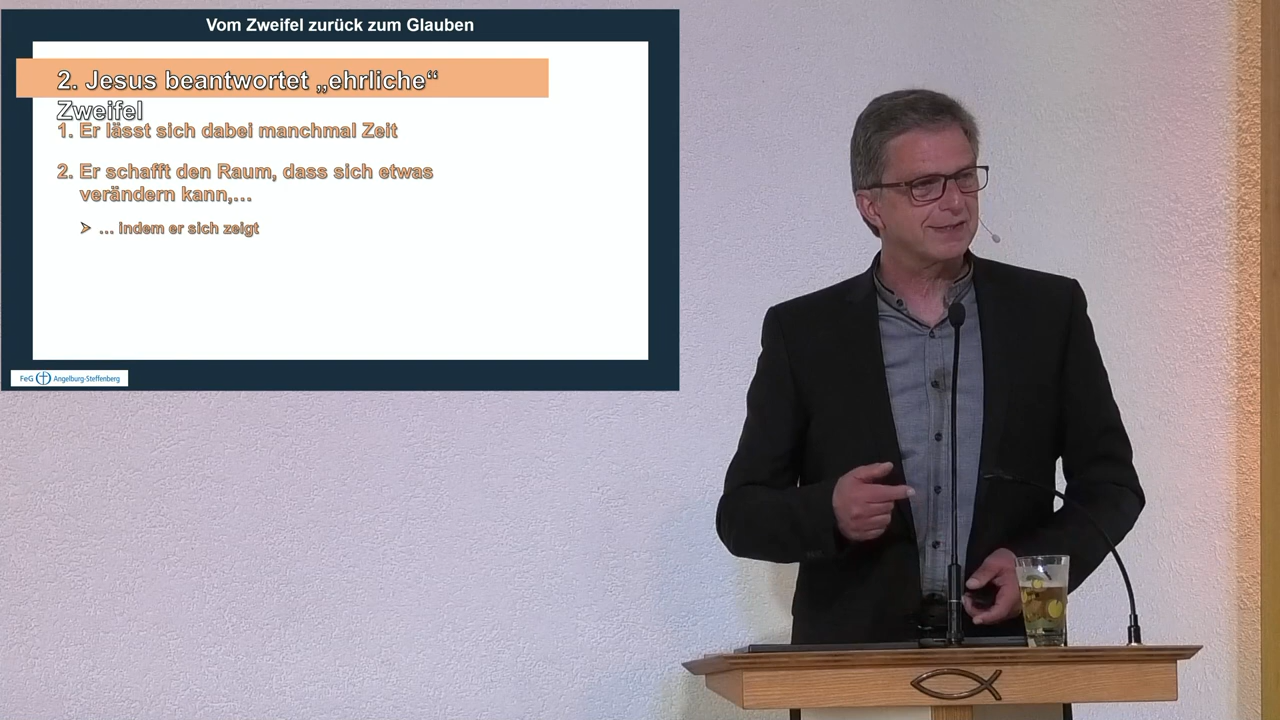 Vom Zweifel zurück zum Glauben
2. Jesus beantwortet „ehrliche“
Zweifel
1. Er lässt sich dabei manchmal Zeit
2. Er schafft den Raum, dass sich etwas
verändern kann,…
➢ … indem er sich zeigt
FeG Angelburg-Steffenberg